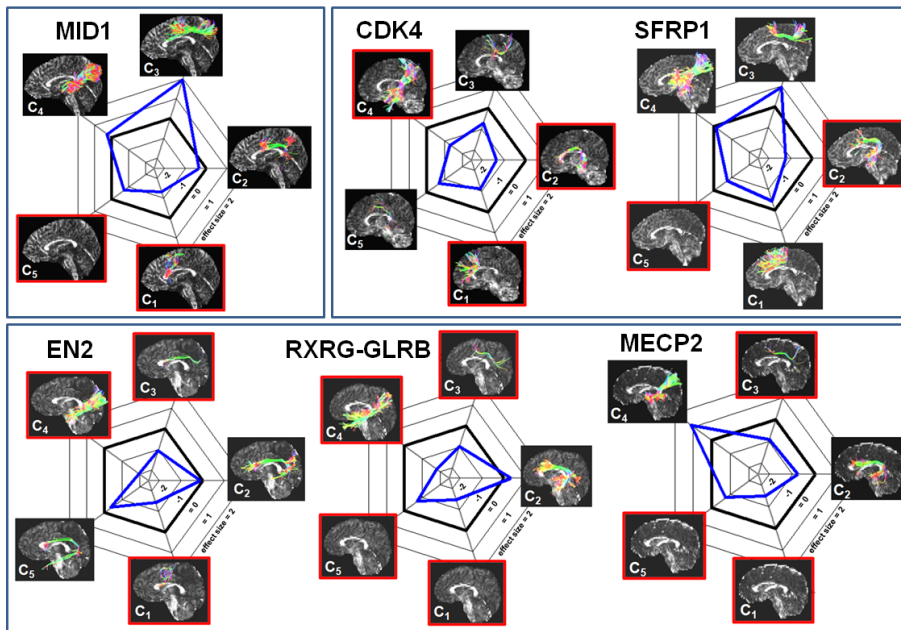 MID1
C3
C4
C2
-2
-1
= 0
= 1
effect size = 2
C5
C1
CDK4
C3
C4
C2
-2
-1
= 0
= 1
effect size = 2
C5
C1
SFRP1
C3
C4
C2
-2
-1
= 0
= 1
effect size = 2
C5
C1
EN2
C3
C4
C2
-2
-1
= 0
= 1
effect size = 2
C5
C1
RXRG-GLRB
C3
C4
C2
-2
-1
= 0
= 1
effect size = 2
C5
C1
MECP2
C3
C4
C2
-2
-1
= 0
= 1
effect size = 2
C5
C1